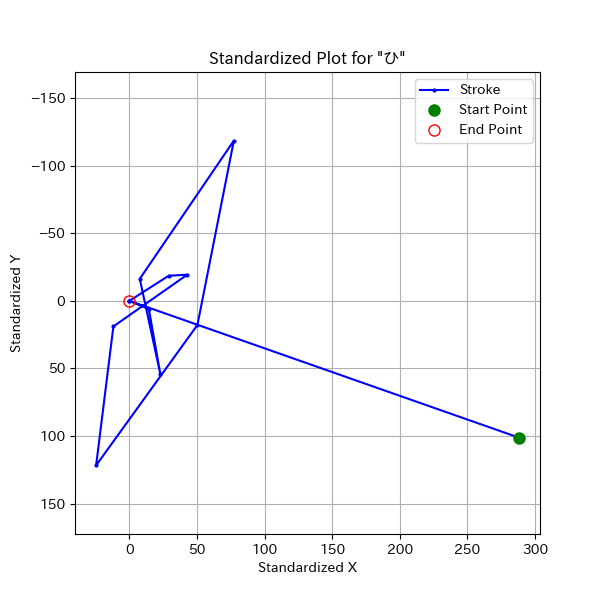 Standardized Plot for "ひ"
Stroke
Start Point
End Point
Standardized Y
−150
−100
−50
0
50
100
150
0 50 100 150 200 250 300
Standardized X